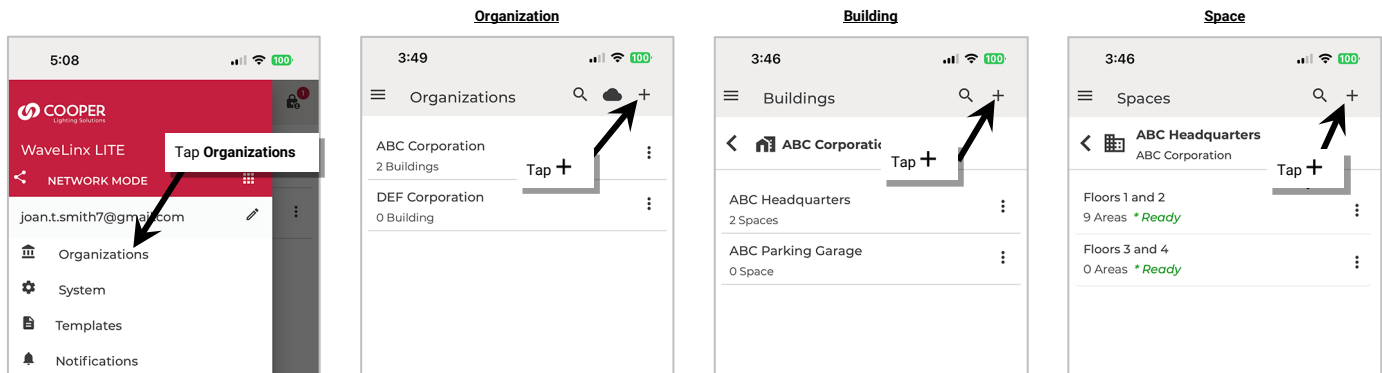 Organization
Building
Space
5:08
100
COOPER
Lighting Solutions
1
WaveLinx LITE
Tap Organizations
NETWORK MODE
joan.t.smith7@gmail.com
Organizations
System
Templates
Notifications
3:49
100
Organizations
ABC Corporation
2 Buildings
Tap +
DEF Corporation
0 Building
3:46
100
Buildings
ABC Corporatio
Tap +
ABC Headquarters
2 Spaces
ABC Parking Garage
0 Space
3:46
100
Spaces
ABC Headquarters
ABC Corporation
Tap +
Floors 1 and 2
9 Areas * Ready
Floors 3 and 4
0 Areas * Ready